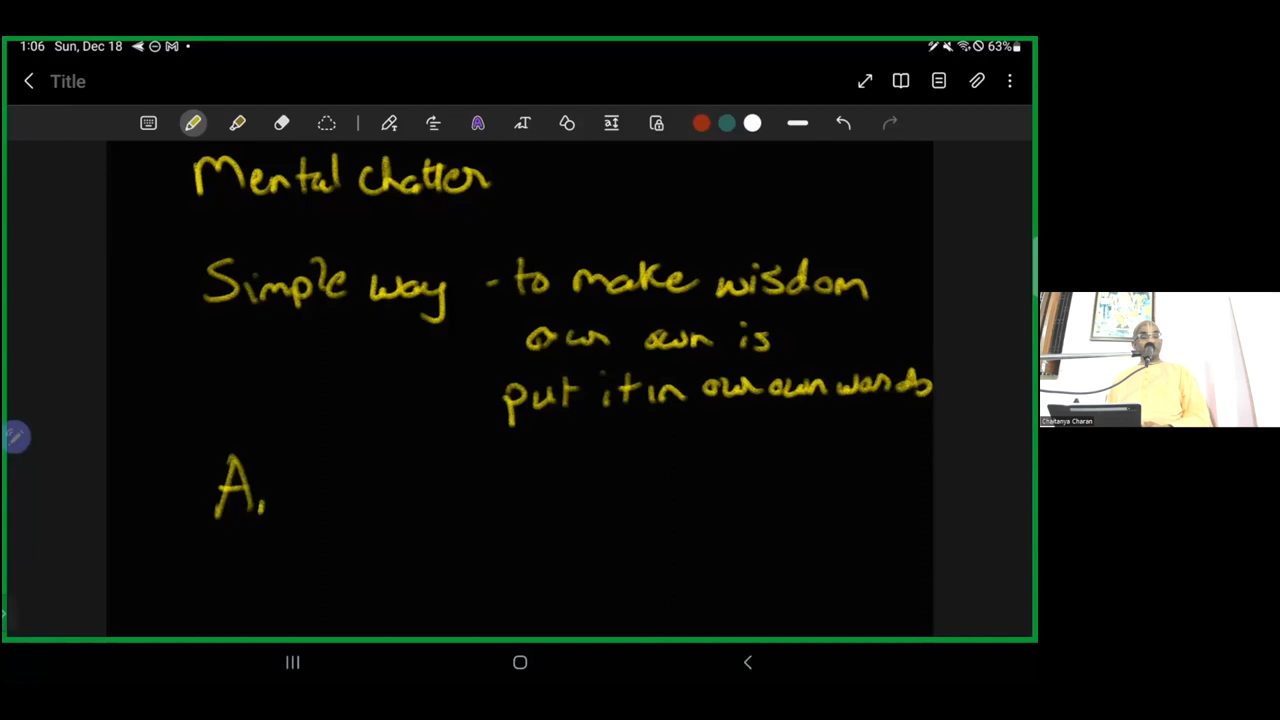 1:06 Sun, Dec 18 63%
Title
Mental chatter
Simple way - to make wisdom
our own is
put it in our own words
A,
Chaitanya Charan